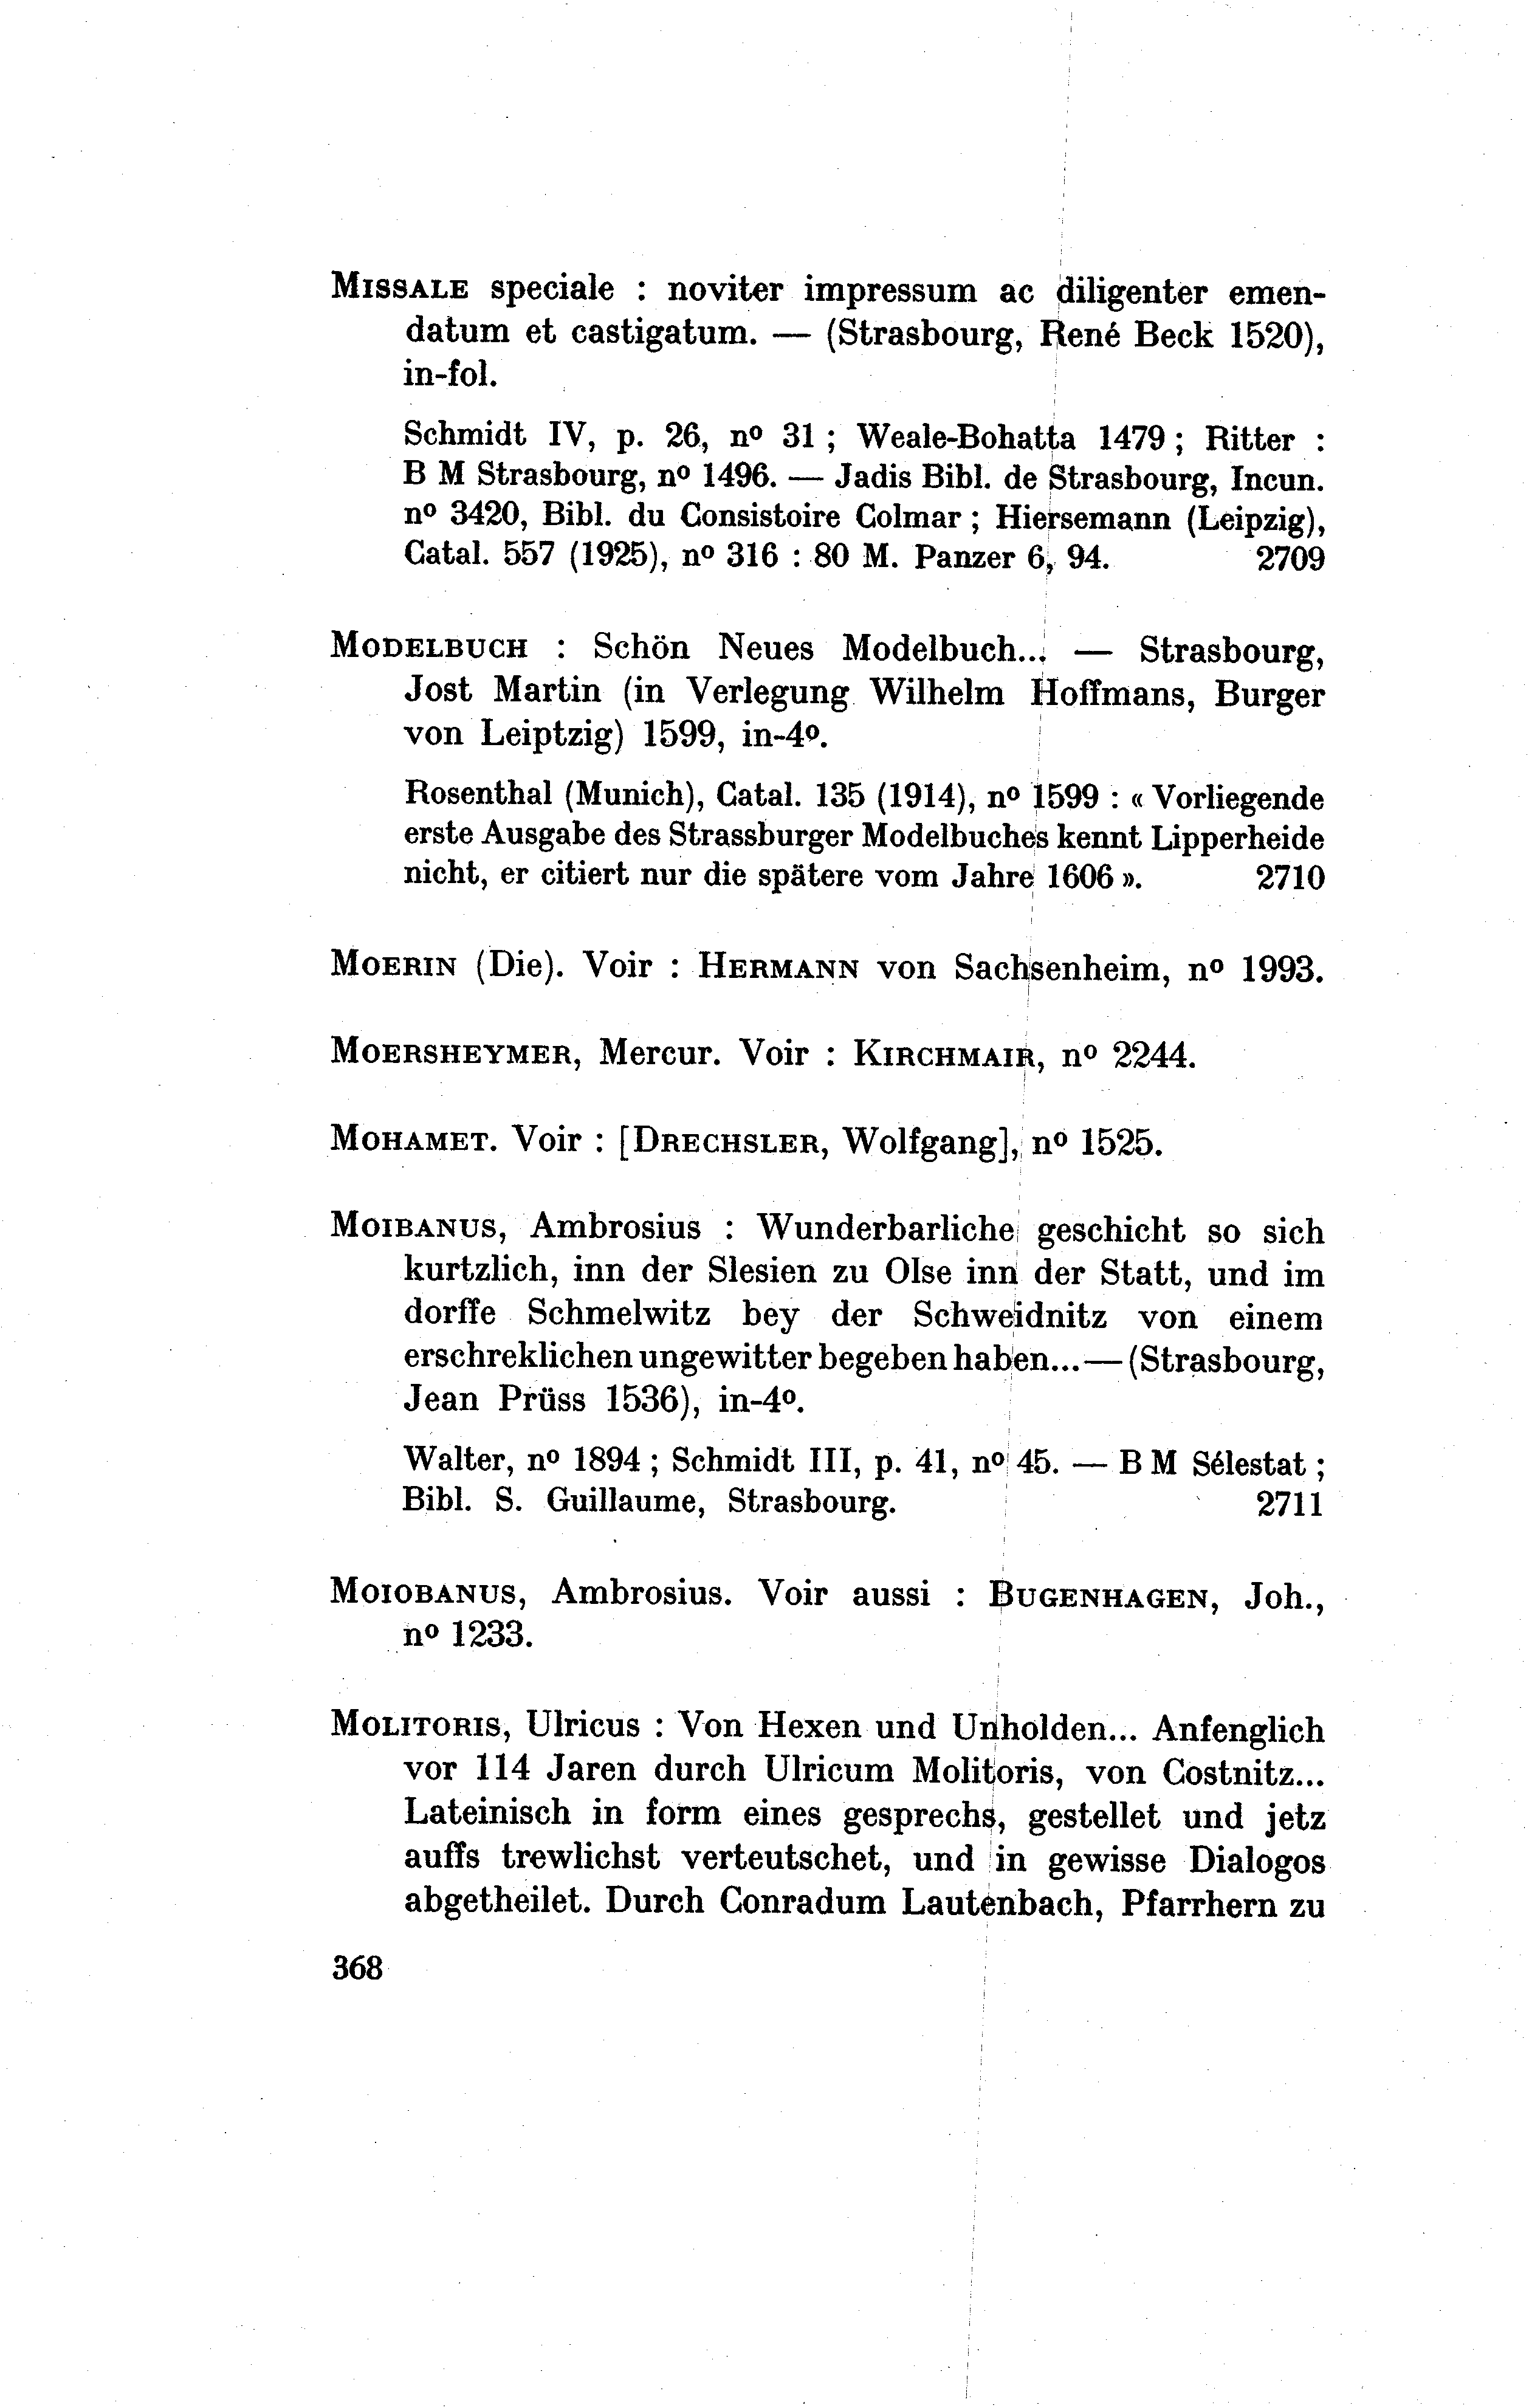 MISSALE speciale : noviter impressum ac diligenter emen-
datum et castigatum. — (Strasbourg, René Beck 1520),
in-fol.
Schmidt IV, p. 26, nº 31 ; Weale-Bohatta 1479 ; Ritter :
B M Strasbourg, nº 1496. — Jadis Bibl. de Strasbourg, Incun.
nº 3420, Bibl. du Consistoire Colmar ; Hiersemann (Leipzig),
Catal. 557 (1925), nº 316 : 80 M. Panzer 6, 94. 2709
MODELBUCH : Schön Neues Modelbuch... — Strasbourg,
Jost Martin (in Verlegung Wilhelm Hoffmans, Burger
von Leiptzig) 1599, in-4º.
Rosenthal (Munich), Catal. 135 (1914), nº 1599 : « Vorliegende
erste Ausgabe des Strassburger Modelbuches kennt Lipperheide
nicht, er citiert nur die spätere vom Jahre 1606 ». 2710
MOERIN (Die). Voir : HERMANN von Sachsenheim, nº 1993.
MOERSHEYMER, Mercur. Voir : KIRCHMAIR, nº 2244.
MOHAMET. Voir : [DRECHSLER, Wolfgang], nº 1525.
MOIBANUS, Ambrosius : Wunderbarliche geschicht so sich
kurtzlich, inn der Slesien zu Olse inn der Statt, und im
dorffe Schmelwitz bey der Schweidnitz von einem
erschreklichen ungewitter begeben haben... — (Strasbourg,
Jean Prüss 1536), in-4º.
Walter, nº 1894 ; Schmidt III, p. 41, nº 45. — B M Sélestat ;
Bibl. S. Guillaume, Strasbourg. 2711
MOIOBANUS, Ambrosius. Voir aussi : BUGENHAGEN, Joh.,
nº 1233.
MOLITORIS, Ulricus : Von Hexen und Unholden... Anfenglich
vor 114 Jaren durch Ulricum Molitoris, von Costnitz...
Lateinisch in form eines gesprechs, gestellet und jetz
auffs trewlichst verteutschet, und in gewisse Dialogos
abgetheilet. Durch Conradum Lautenbach, Pfarrhern zu
368